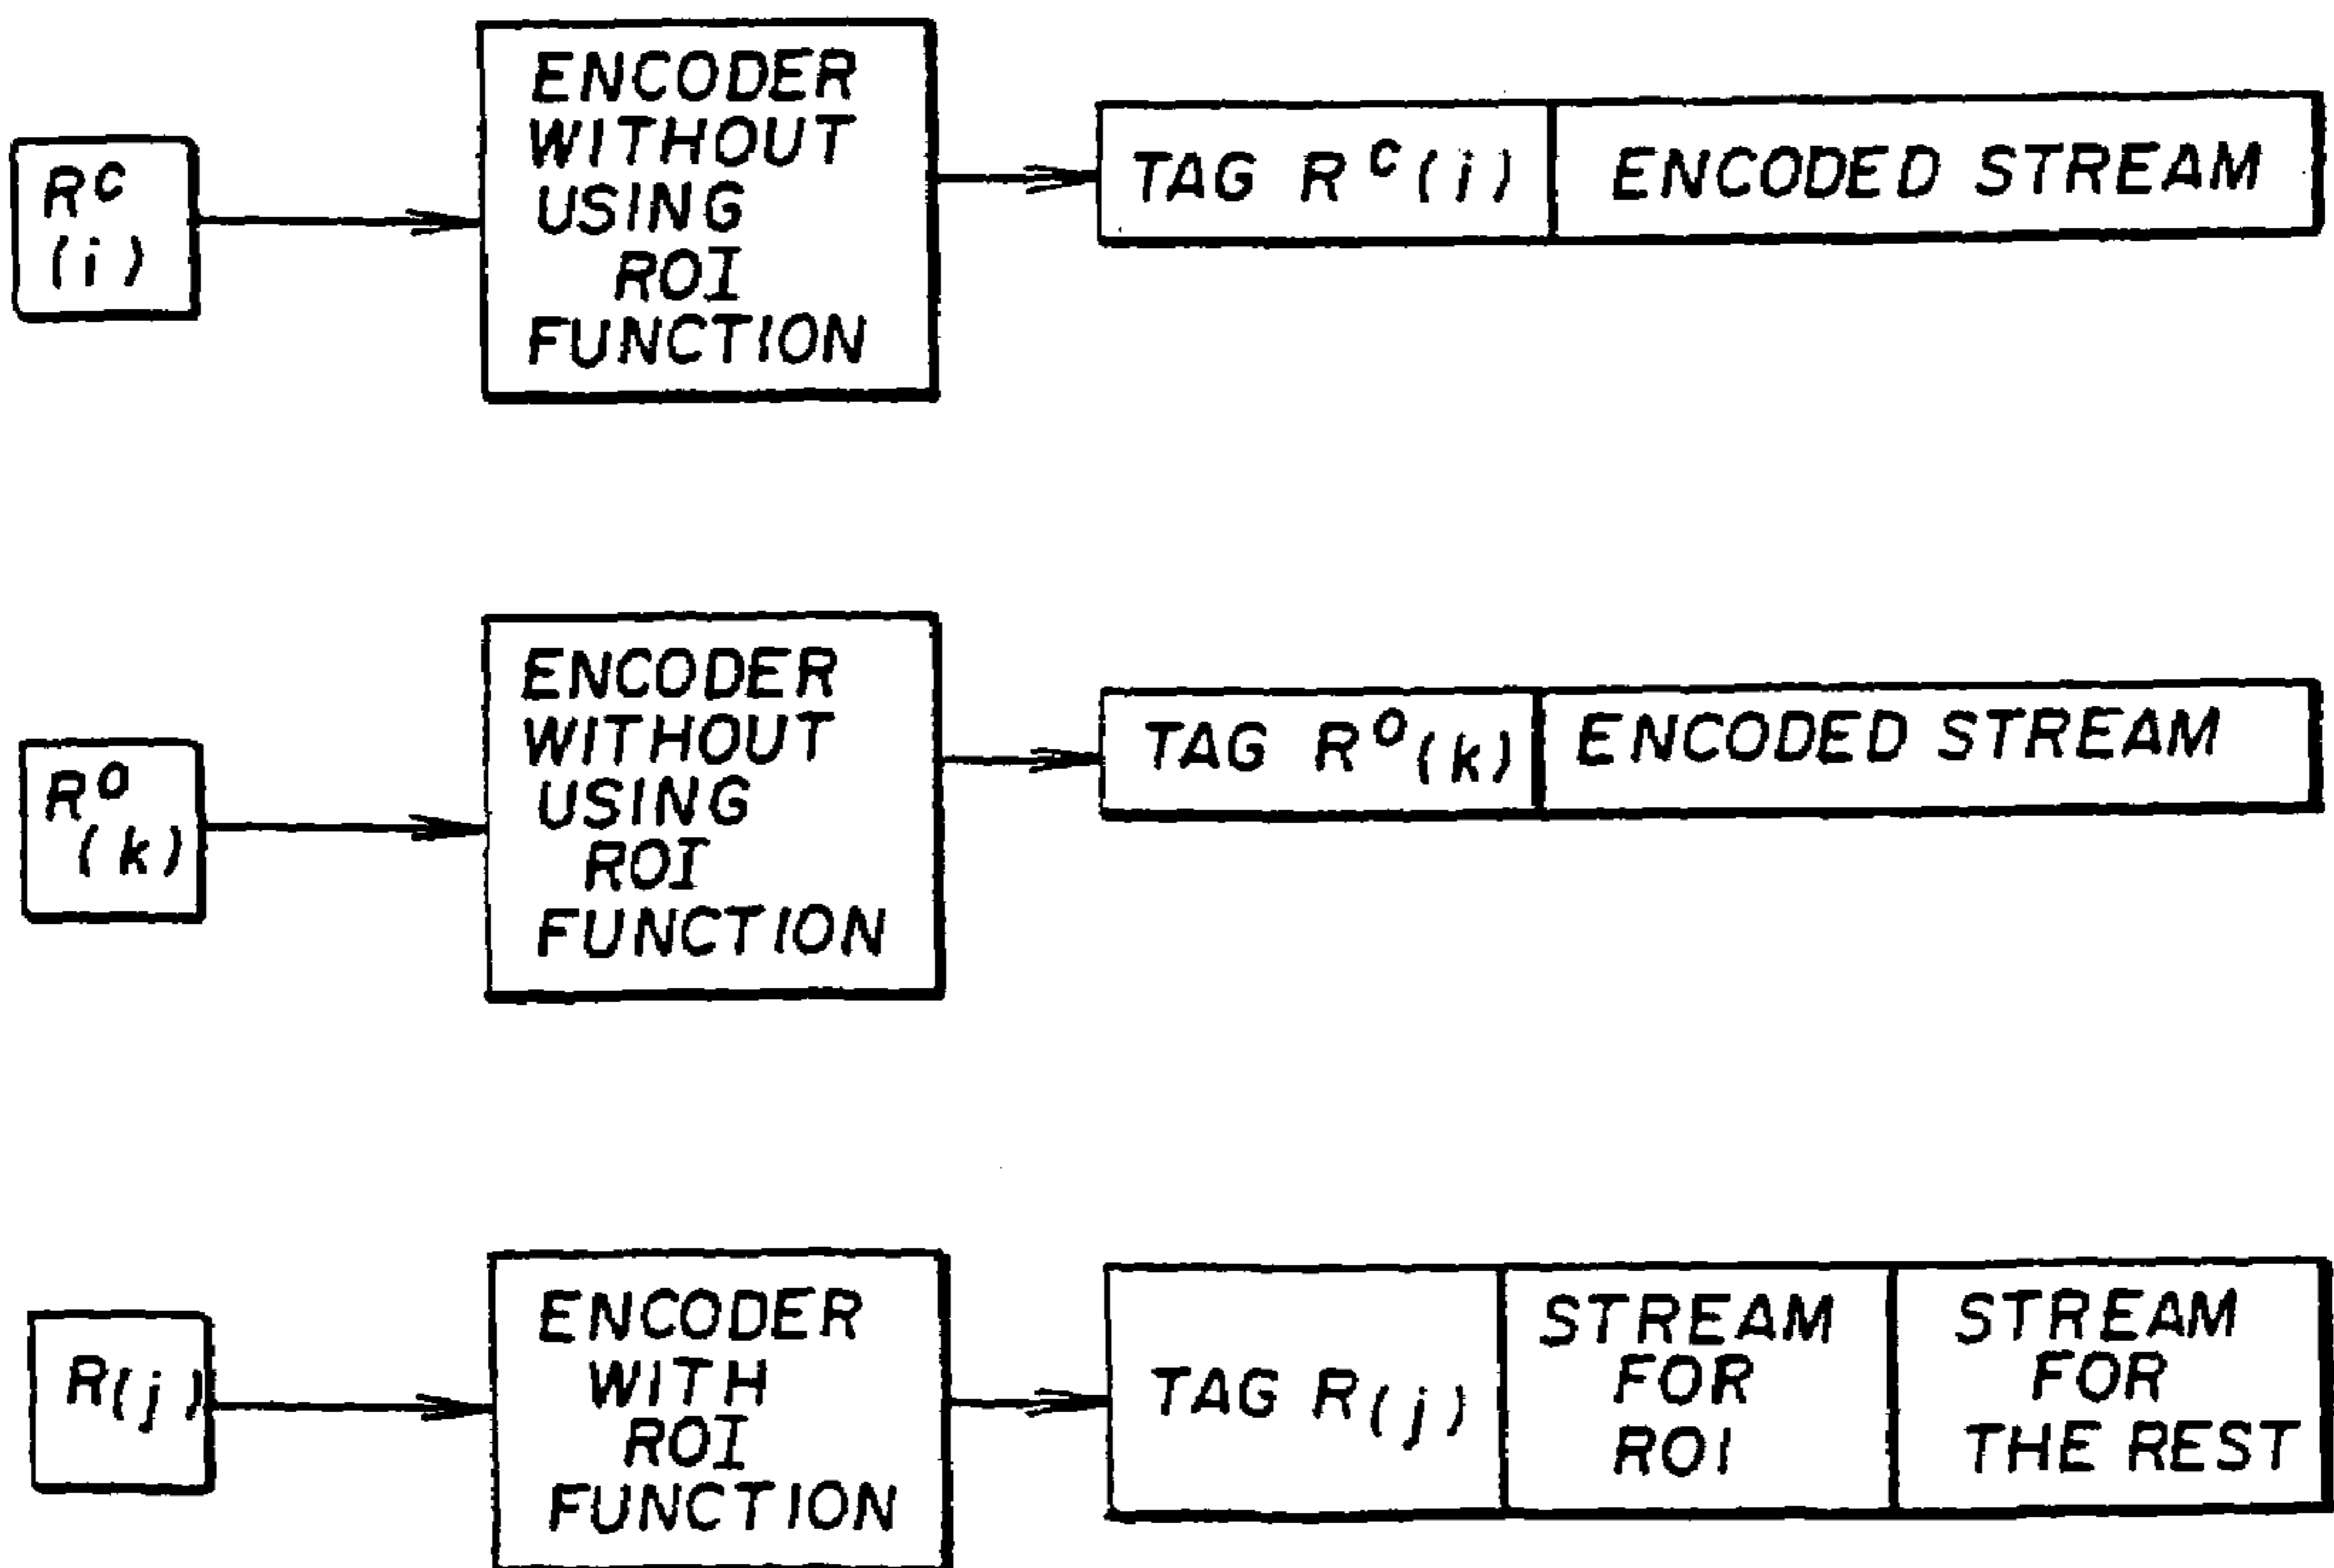 R^c
(i)
ENCODER
WITHOUT
USING
ROI
FUNCTION
TAG R^c(i)
ENCODED STREAM
R^o
(k)
ENCODER
WITHOUT
USING
ROI
FUNCTION
TAG R^o(k)
ENCODED STREAM
R(j)
ENCODER
WITH
ROI
FUNCTION
TAG R(j)
STREAM
FOR
ROI
STREAM
FOR
THE REST